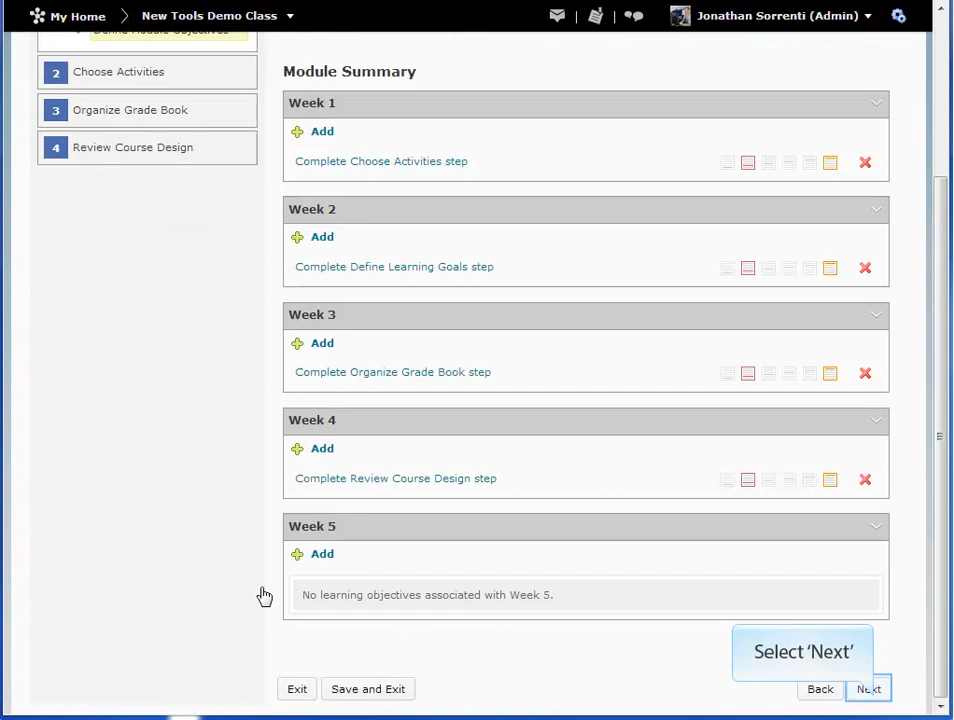 My Home
New Tools Demo Class
Jonathan Sorrenti (Admin)
Define Module Objectives
2 Choose Activities
3 Organize Grade Book
4 Review Course Design
Module Summary
Week 1
Add
Complete Choose Activities step
Week 2
Add
Complete Define Learning Goals step
Week 3
Add
Complete Organize Grade Book step
Week 4
Add
Complete Review Course Design step
Week 5
Add
No learning objectives associated with Week 5.
Select ‘Next’
Exit
Save and Exit
Back
Next